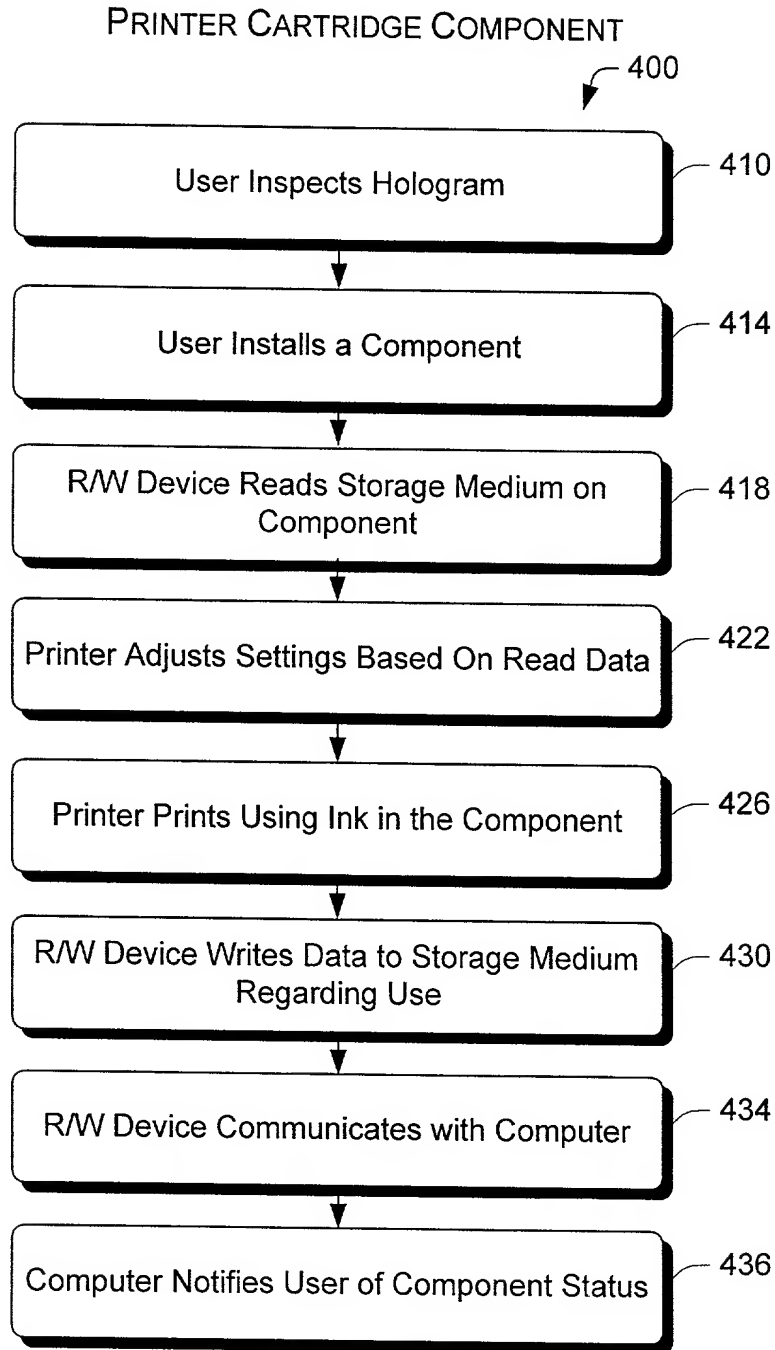 PRINTER CARTRIDGE COMPONENT
400
User Inspects Hologram
410
User Installs a Component
414
R/W Device Reads Storage Medium on
Component
418
Printer Adjusts Settings Based On Read Data
422
Printer Prints Using Ink in the Component
426
R/W Device Writes Data to Storage Medium
Regarding Use
430
R/W Device Communicates with Computer
434
Computer Notifies User of Component Status
436